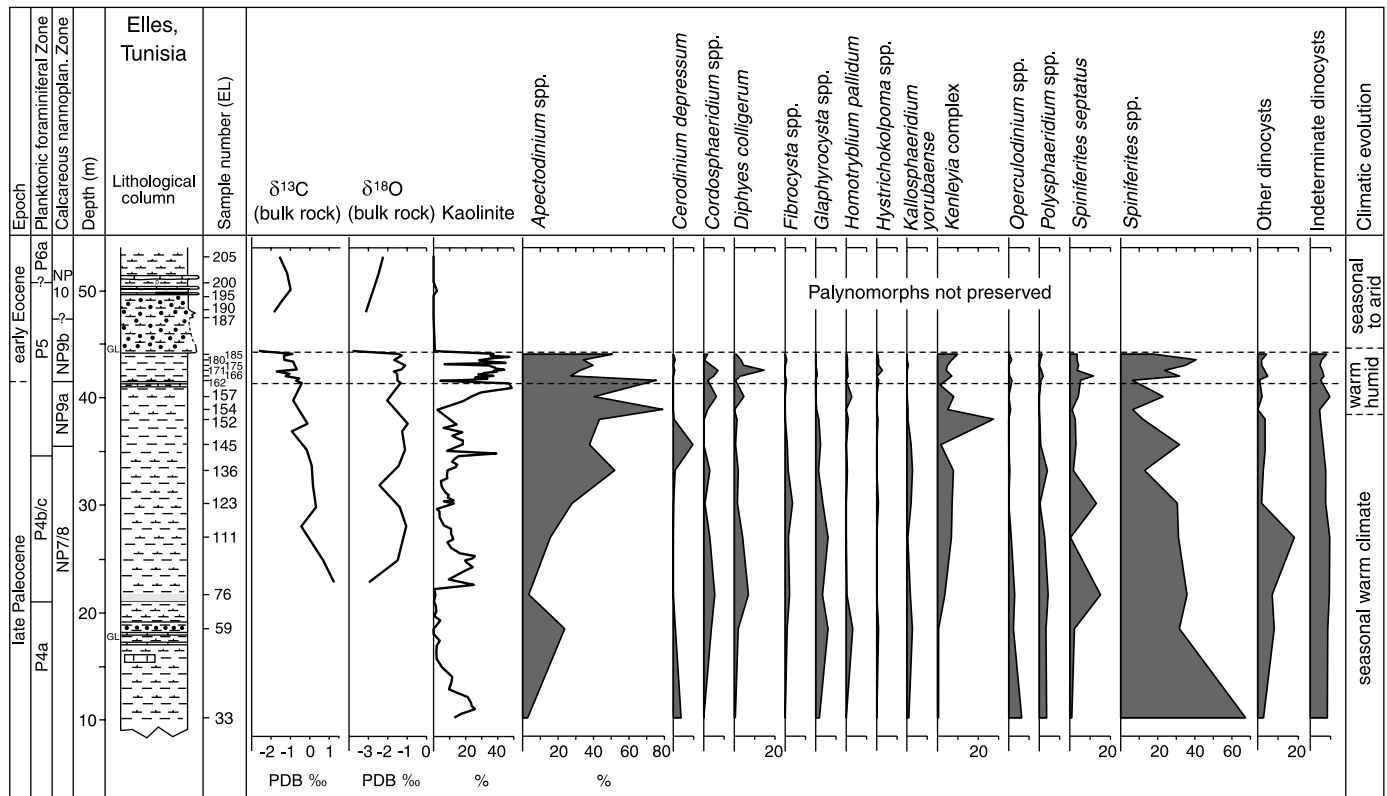 Elles,
Tunisia
Epoch
Planktonic foraminiferal Zone
Calcareous nannoplan. Zone
Depth (m)
Lithological
column
Sample number (EL)
δ13C
(bulk rock)
δ18O
(bulk rock)
Kaolinite
Apectodinium spp.
Cerodinium depressum
Cordosphaeridium spp.
Diphyes colligerum
Fibrocysta spp.
Glaphyrocysta spp.
Homotryblium pallidum
Hystrichokolpoma spp.
Kallosphaeridium
yorubaense
Kenleyia complex
Operculodinium spp.
Polysphaeridium spp.
Spiniferites septatus
Spiniferites spp.
Other dinocysts
Indeterminate dinocysts
Climatic evolution
early Eocene
late Paleocene
P6a
?
P5
P4b/c
P4a
NP
10
?
NP9b
NP9a
NP7/8
50
40
30
20
10
GL
GL
205
200
195
190
187
185
180
175
171
166
162
157
154
152
145
136
123
111
76
59
33
Palynomorphs not preserved
seasonal
to arid
warm
humid
seasonal warm climate
-2 -1 0 1
PDB ‰
-3 -2 -1 0
PDB ‰
20 40
%
20 40 60 80
%
20
20
20
20
20 40 60
20